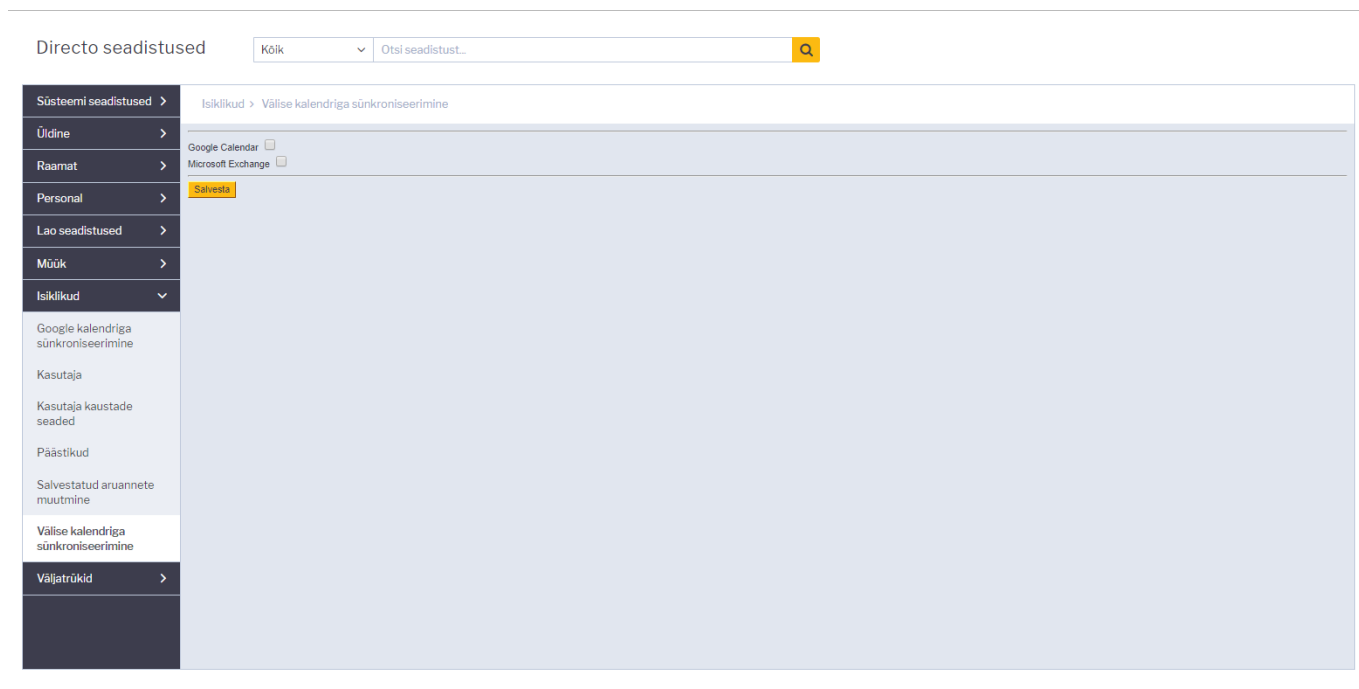 Directo seadistused
Kõik
Otsi seadistust...
Süsteemi seadistused
Üldine
Raamat
Personal
Lao seadistused
Müük
Isiklikud
Google kalendriga
sünkroniseerimine
Kasutaja
Kasutaja kaustade
seaded
Päästikud
Salvestatud aruannete
muutmine
Välise kalendriga
sünkroniseerimine
Väljatrükid
Isiklikud > Välise kalendriga sünkroniseerimine
Google Calendar
Microsoft Exchange
Salvesta